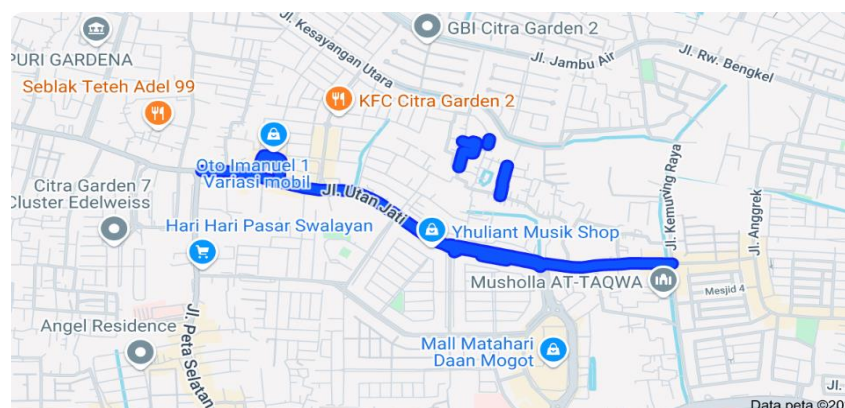 GBI Citra Garden 2
Jl. Kesayangan Utara
Jl. Jambu Air
Jl. Rw. Bengkel
PURI GARDENA
Seblak Teteh Adel 99
KFC Citra Garden 2
Oto Imanuel 1
Variasi mobil
Jl. Utan Jati
Citra Garden 7
Cluster Edelweiss
Hari Hari Pasar Swalayan
Yhuliant Musik Shop
Jl. Kemuning Raya
Jl. Anggrek
Musholla AT-TAQWA
Mesjid 4
Angel Residence
Jl. Peta Selatan
Mall Matahari
Daan Mogot
Jl.
Data peta ©20